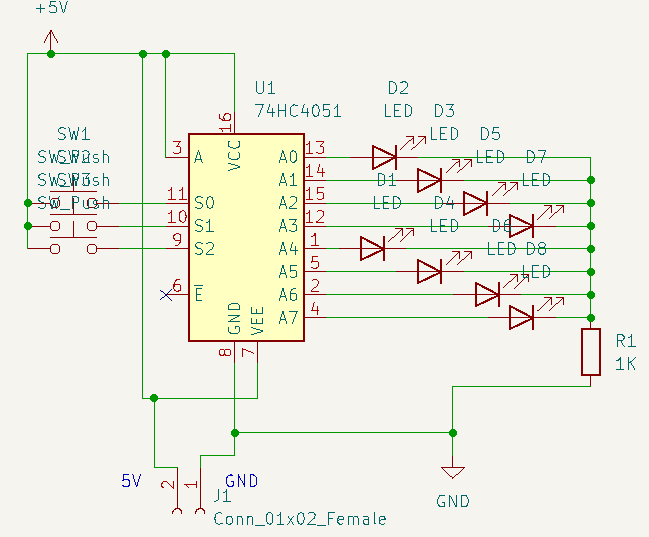 +5V
U1
74HC4051
D2
LED
D3
LED
D5
LED
D7
LED
SW1
SW_Push
SW2
SW_Push
SW3
SW_Push
16
VCC
3
A
A0
13
A1
14
11
S0
A2
15
10
S1
A3
12
9
S2
A4
1
A5
5
6
E
A6
2
A7
4
GND
VEE
8
7
D1
LED
D4
LED
D6
LED
D8
LED
R1
1K
5V
2
1
GND
J1
Conn_01x02_Female
GND